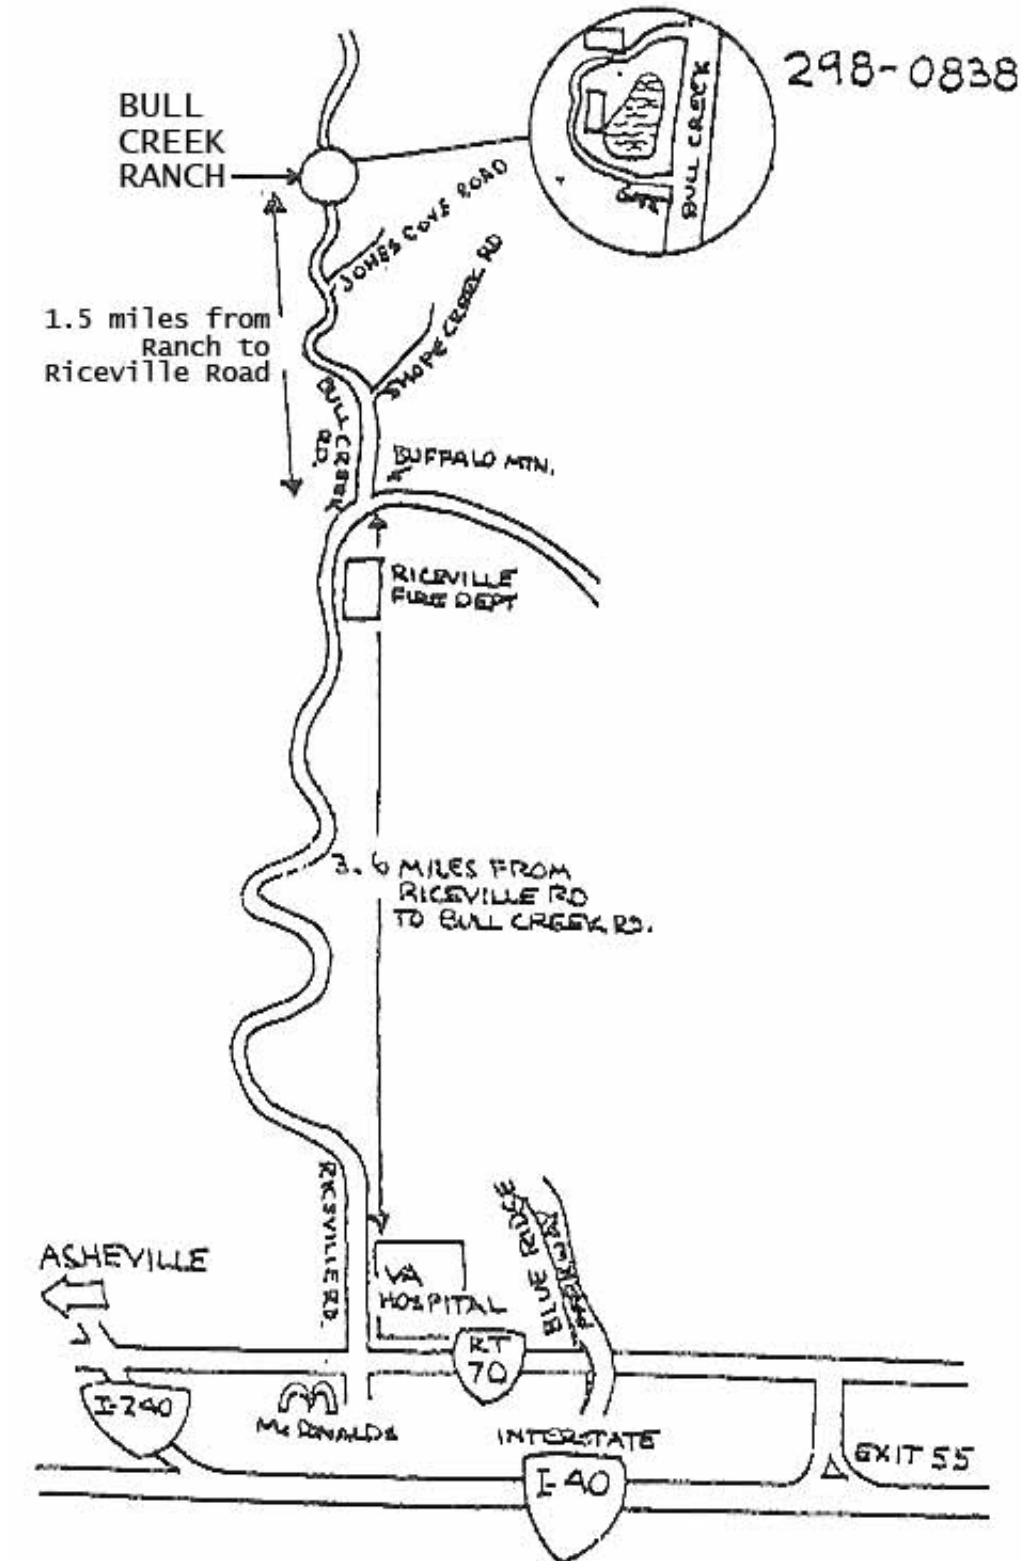 298-0838
BULL
CREEK
RANCH
BULL CREEK
GATE
JONES COVE ROAD
SHOPE CREEK RD
1.5 miles from
Ranch to
Riceville Road
BULL CREEK
RD.
BUFFALO MTN.
RICEVILLE
FIRE DEPT
3.6 MILES FROM
RICEVILLE RD
TO BULL CREEK RD.
RICEVILLE RD.
BLUE RIDGE
PARKWAY
ASHEVILLE
VA
HOSPITAL
RT
70
I-240
McDONALDS
INTERSTATE
I-40
EXIT 55